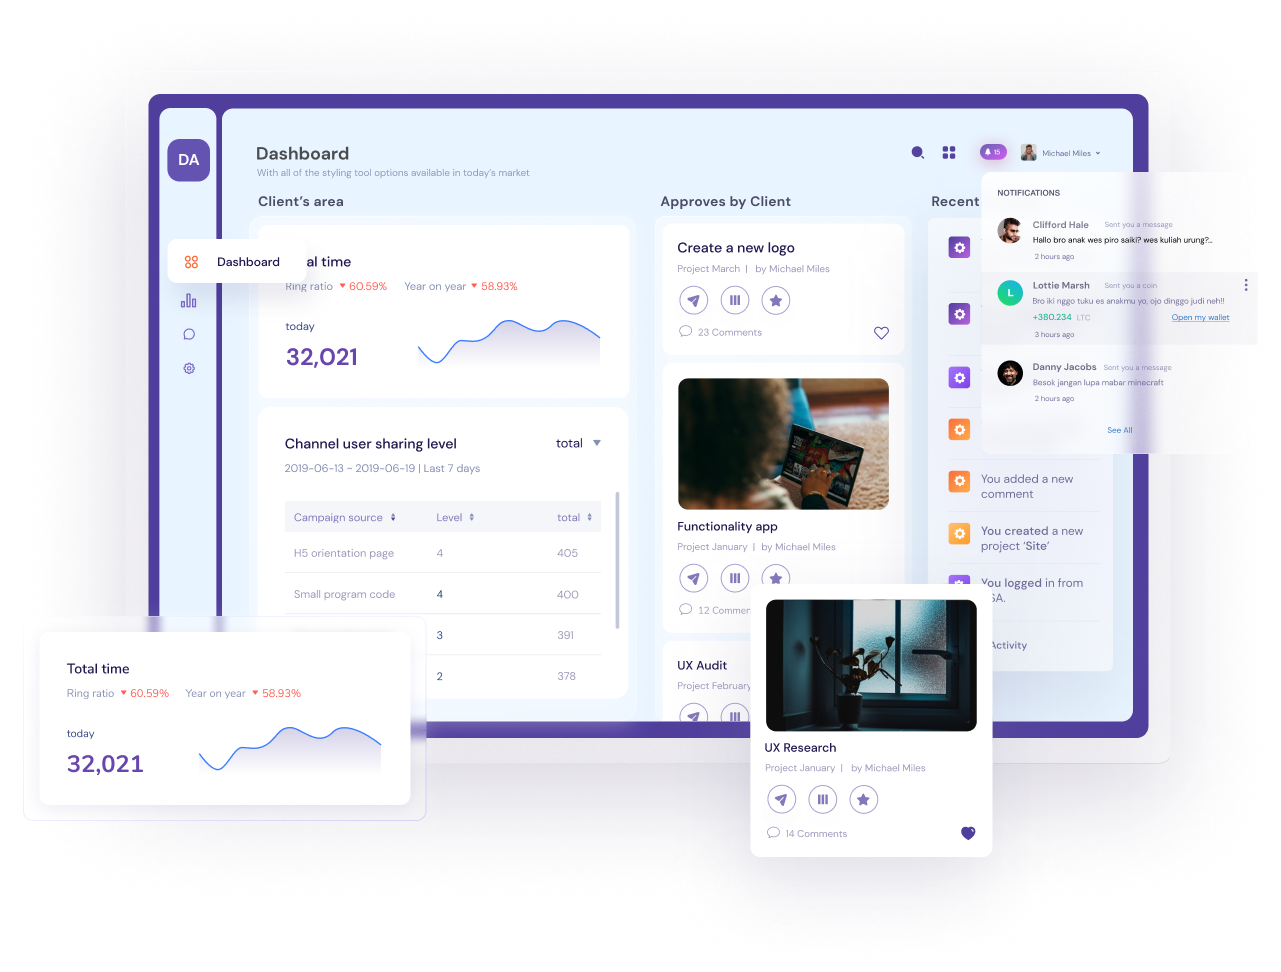 DA
Dashboard
With all of the styling tool options available in today's market
15
Michael Miles
Client's area
Dashboard
al time
Ring ratio 60.59% Year on year 58.93%
today
32,021
Channel user sharing level
total
2019-06-13 ~ 2019-06-19 | Last 7 days
Campaign source Level total
H5 orientation page 4 405
Small program code 4 400
3 391
2 378
Total time
Ring ratio 60.59% Year on year 58.93%
today
32,021
Approves by Client
Create a new logo
Project March | by Michael Miles
23 Comments
Functionality app
Project January | by Michael Miles
12 Commen
UX Audit
Project February
UX Research
Project January | by Michael Miles
14 Comments
Recent
NOTIFICATIONS
Clifford Hale Sent you a message
Hallo bro anak wes piro saiki? wes kuliah urung?..
2 hours ago
L
Lottie Marsh Sent you a coin
Bro iki nggo tuku es anakmu yo, ojo dinggo judi neh!!
+380.234 LTC Open my wallet
3 hours ago
Danny Jacobs Sent you a message
Besok jangan lupa mabar minecraft
2 hours ago
See All
You added a new
comment
You created a new
project 'Site'
You logged in from
SA.
Activity